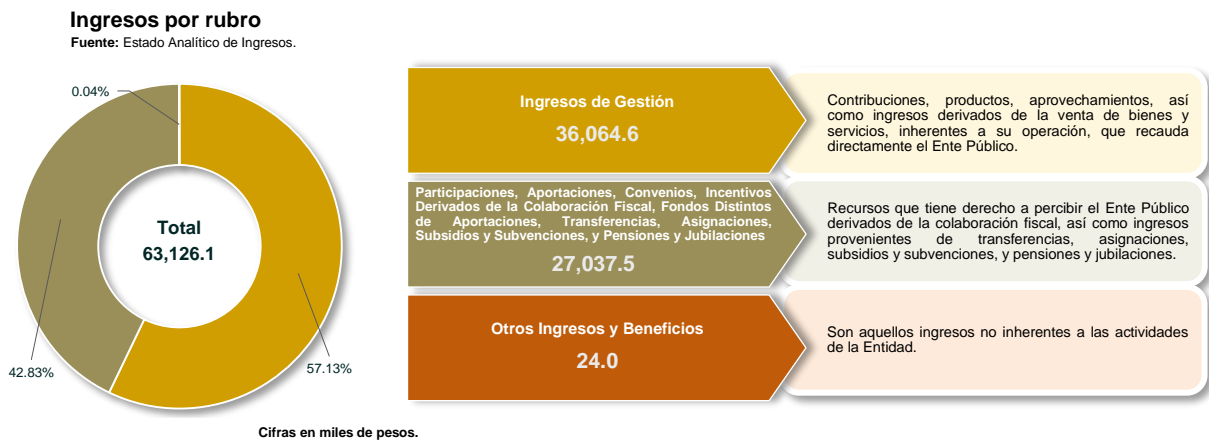 Ingresos por rubro
Fuente: Estado Analítico de Ingresos.
0.04%
42.83%
57.13%
Total
63,126.1
Ingresos de Gestión
36,064.6
Contribuciones, productos, aprovechamientos, así
como ingresos derivados de la venta de bienes y
servicios, inherentes a su operación, que recauda
directamente el Ente Público.
Participaciones, Aportaciones, Convenios, Incentivos
Derivados de la Colaboración Fiscal, Fondos Distintos
de Aportaciones, Transferencias, Asignaciones,
Subsidios y Subvenciones, y Pensiones y Jubilaciones
27,037.5
Recursos que tiene derecho a percibir el Ente Público
derivados de la colaboración fiscal, así como ingresos
provenientes de transferencias, asignaciones,
subsidios y subvenciones, y pensiones y jubilaciones.
Otros Ingresos y Beneficios
24.0
Son aquellos ingresos no inherentes a las actividades
de la Entidad.
Cifras en miles de pesos.